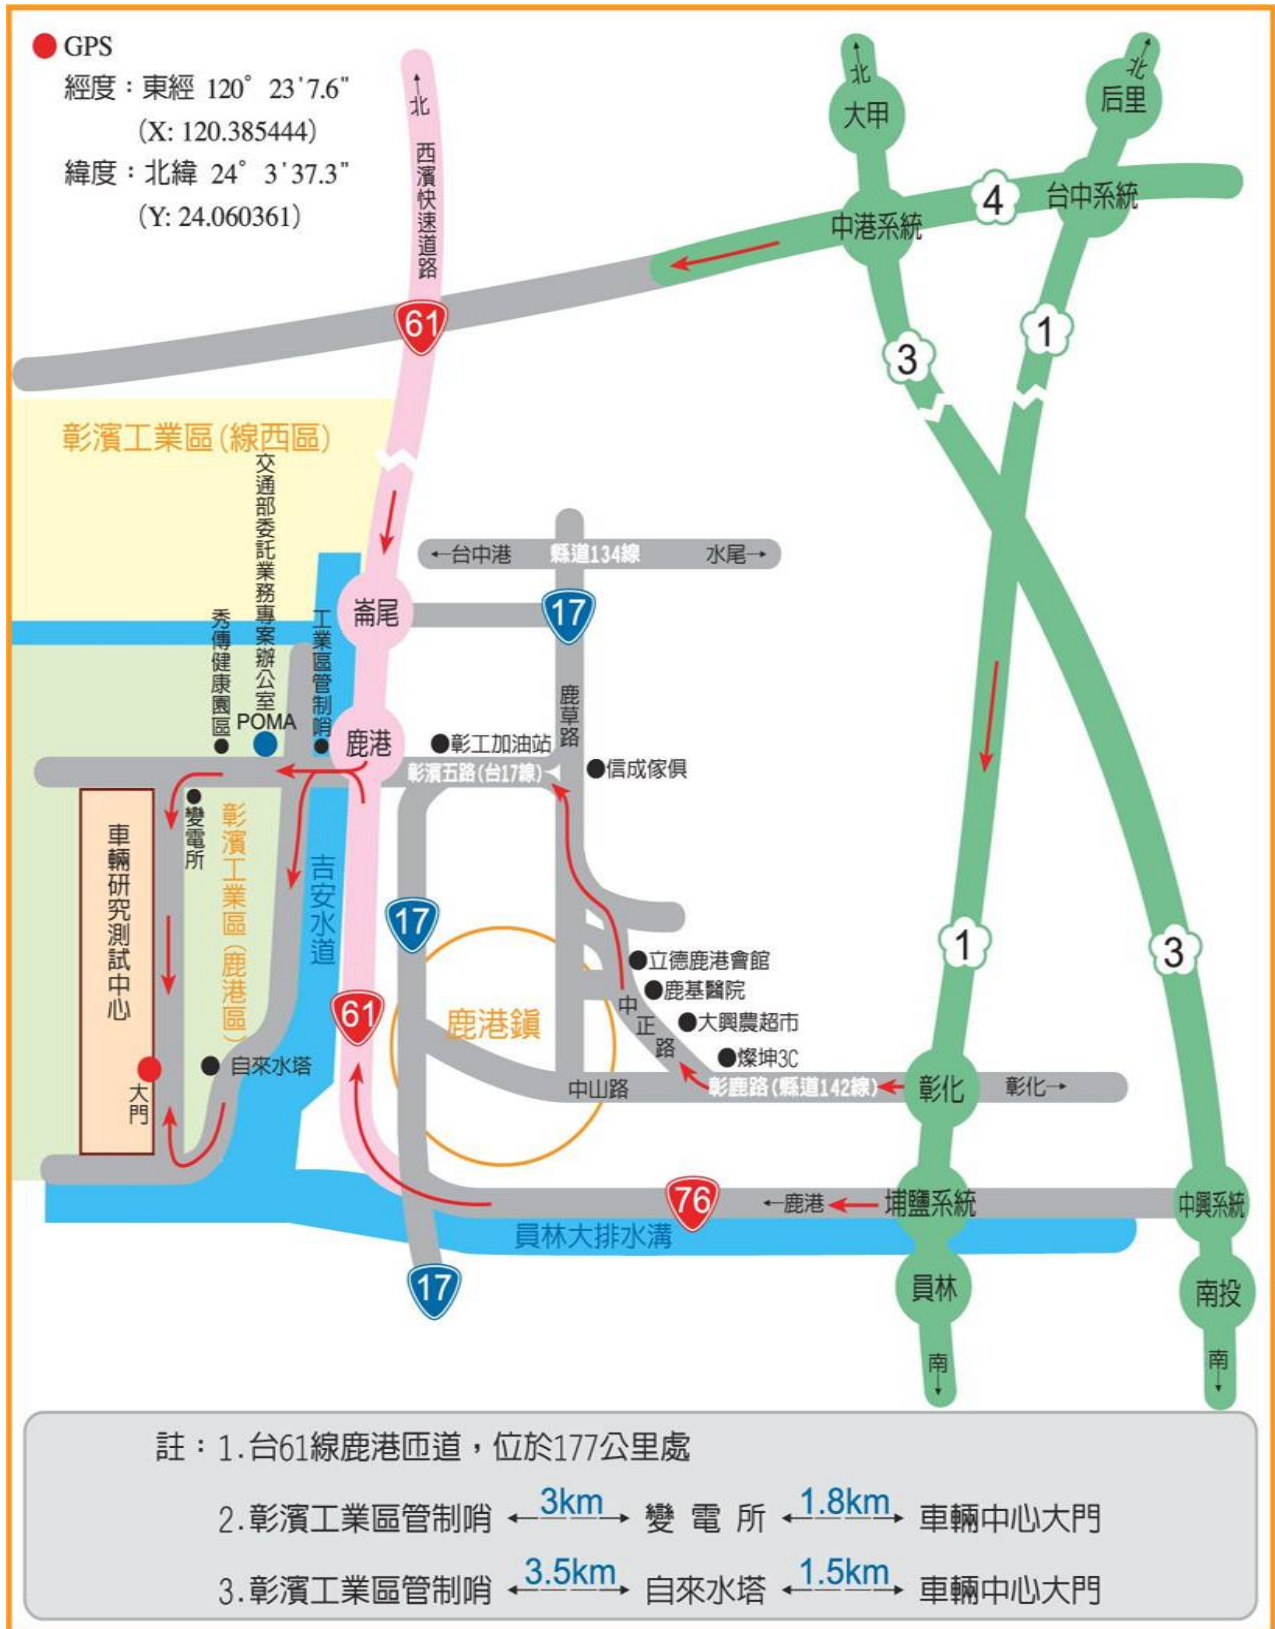 GPS
經度：東經 120° 23'7.6"
(X: 120.385444)
緯度：北緯 24° 3'37.3"
(Y: 24.060361)
←北
西濱快速道路
61
←北
大甲
←北
后里
中港系統
4
台中系統
3
1
彰濱工業區(線西區)
交通部委託業務專案辦公室
POMA
秀傳健康園區
工業區管制哨
崙尾
←台中港
縣道134線
水尾→
17
鹿草路
鹿港
彰工加油站
彰濱五路(台17線)
信成傢俱
變電所
彰濱工業區(鹿港區)
吉安水道
車輛研究測試中心
大門
自來水塔
17
61
鹿港鎮
立德鹿港會館
鹿基醫院
大興農超市
燦坤3C
中正路
中山路
彰鹿路(縣道142線)
彰化
彰化→
1
3
76
←鹿港
埔鹽系統
中興系統
員林大排水溝
17
員林
南投
南→
南→
註：1.台61線鹿港匝道，位於177公里處
2.彰濱工業區管制哨 ←3km→ 變電所 ←1.8km→ 車輛中心大門
3.彰濱工業區管制哨 ←3.5km→ 自來水塔 ←1.5km→ 車輛中心大門